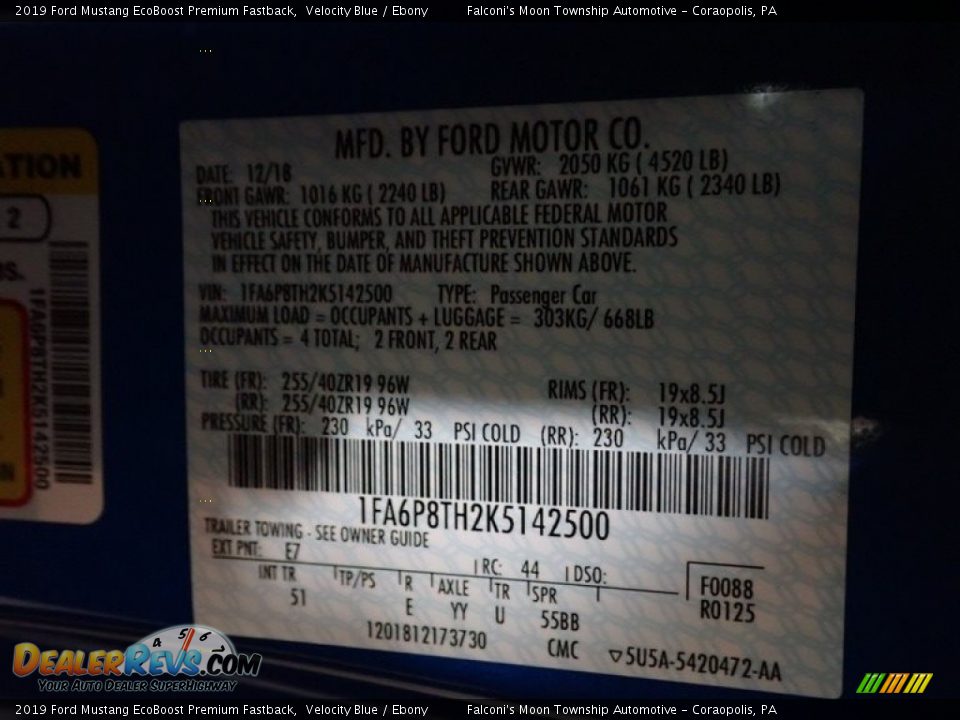 2019 Ford Mustang EcoBoost Premium Fastback, Velocity Blue / Ebony Falconi's Moon Township Automotive - Coraopolis, PA
MFD. BY FORD MOTOR CO.
DATE: 12/18 GVWR: 2050 KG ( 4520 LB)
FRONT GAWR: 1016 KG ( 2240 LB) REAR GAWR: 1061 KG ( 2340 LB)
THIS VEHICLE CONFORMS TO ALL APPLICABLE FEDERAL MOTOR
VEHICLE SAFETY, BUMPER, AND THEFT PREVENTION STANDARDS
IN EFFECT ON THE DATE OF MANUFACTURE SHOWN ABOVE.
VIN: 1FA6P8TH2K5142500 TYPE: Passenger Car
MAXIMUM LOAD = OCCUPANTS + LUGGAGE = 303KG/ 668LB
OCCUPANTS = 4 TOTAL; 2 FRONT, 2 REAR
TIRE (FR): 255/40ZR19 96W RIMS (FR): 19x8.5J
(RR): 255/40ZR19 96W (RR): 19x8.5J
PRESSURE (FR): 230 kPa/ 33 PSI COLD (RR): 230 kPa/ 33 PSI COLD
1FA6P8TH2K5142500
TRAILER TOWING - SEE OWNER GUIDE
EXT PNT: E7 RC: 44 DSO: F0088
INT TR TP/PS R AXLE TR SPR R0125
51 E YY U 55BB
1201812173730 CMC ▽5U5A-5420472-AA
ATION
2
1FA6P8TH2K5142500
4 5 6
DEALERREVS.COM
YOUR AUTO DEALER SUPERHIGHWAY
2019 Ford Mustang EcoBoost Premium Fastback, Velocity Blue / Ebony Falconi's Moon Township Automotive - Coraopolis, PA